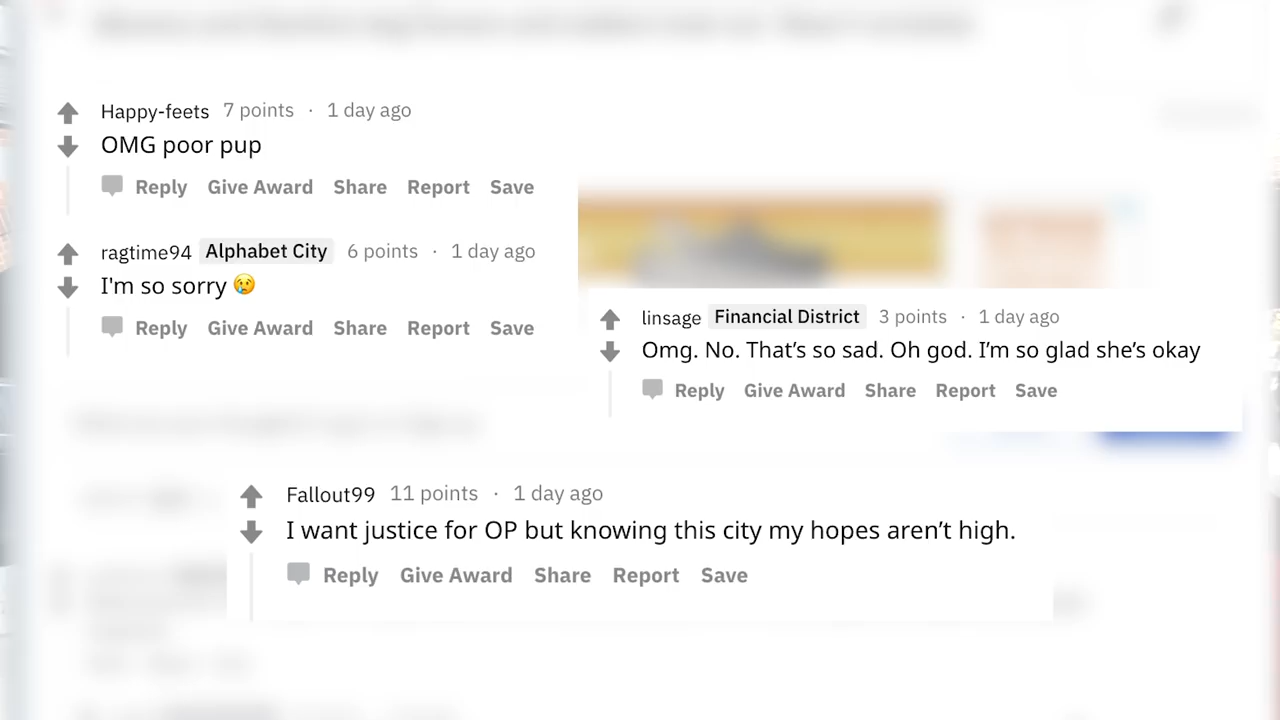 Happy-feets 7 points · 1 day ago
OMG poor pup
Reply Give Award Share Report Save
ragtime94 Alphabet City 6 points · 1 day ago
I'm so sorry 😢
Reply Give Award Share Report Save
linsage Financial District 3 points · 1 day ago
Omg. No. That’s so sad. Oh god. I’m so glad she’s okay
Reply Give Award Share Report Save
Fallout99 11 points · 1 day ago
I want justice for OP but knowing this city my hopes aren’t high.
Reply Give Award Share Report Save